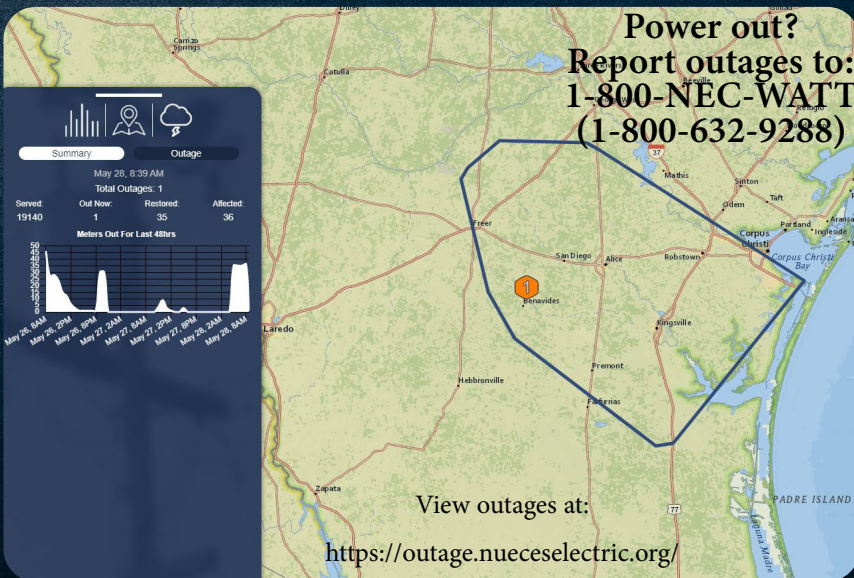 Power out?
Report outages to:
1-800-NEC-WATT
(1-800-632-9288)
Summary Outage
May 28, 8:39 AM
Total Outages: 1
Served: Out Now: Restored: Affected:
19140 1 35 36
Meters Out For Last 48hrs
50
45
40
35
30
25
20
15
10
5
0
May 26, 8AM May 26, 2PM May 26, 8PM May 27, 2AM May 27, 8AM May 27, 2PM May 27, 8PM May 28, 2AM May 28, 8AM
Carrizo
Springs
Cotulla
Beeville
Refugio
37
Mathis
Sinton
Taft
Odem
Portland
Ingleside
Corpus
Christi
Corpus Christi
Bay
Robstown
Freer
San Diego
Alice
1
Benavides
Kingsville
Laredo
Premont
Hebbronville
Falfurrias
Zapata
77
PADRE ISLAND
Laguna Madre
View outages at:
https://outage.nueceselectric.org/